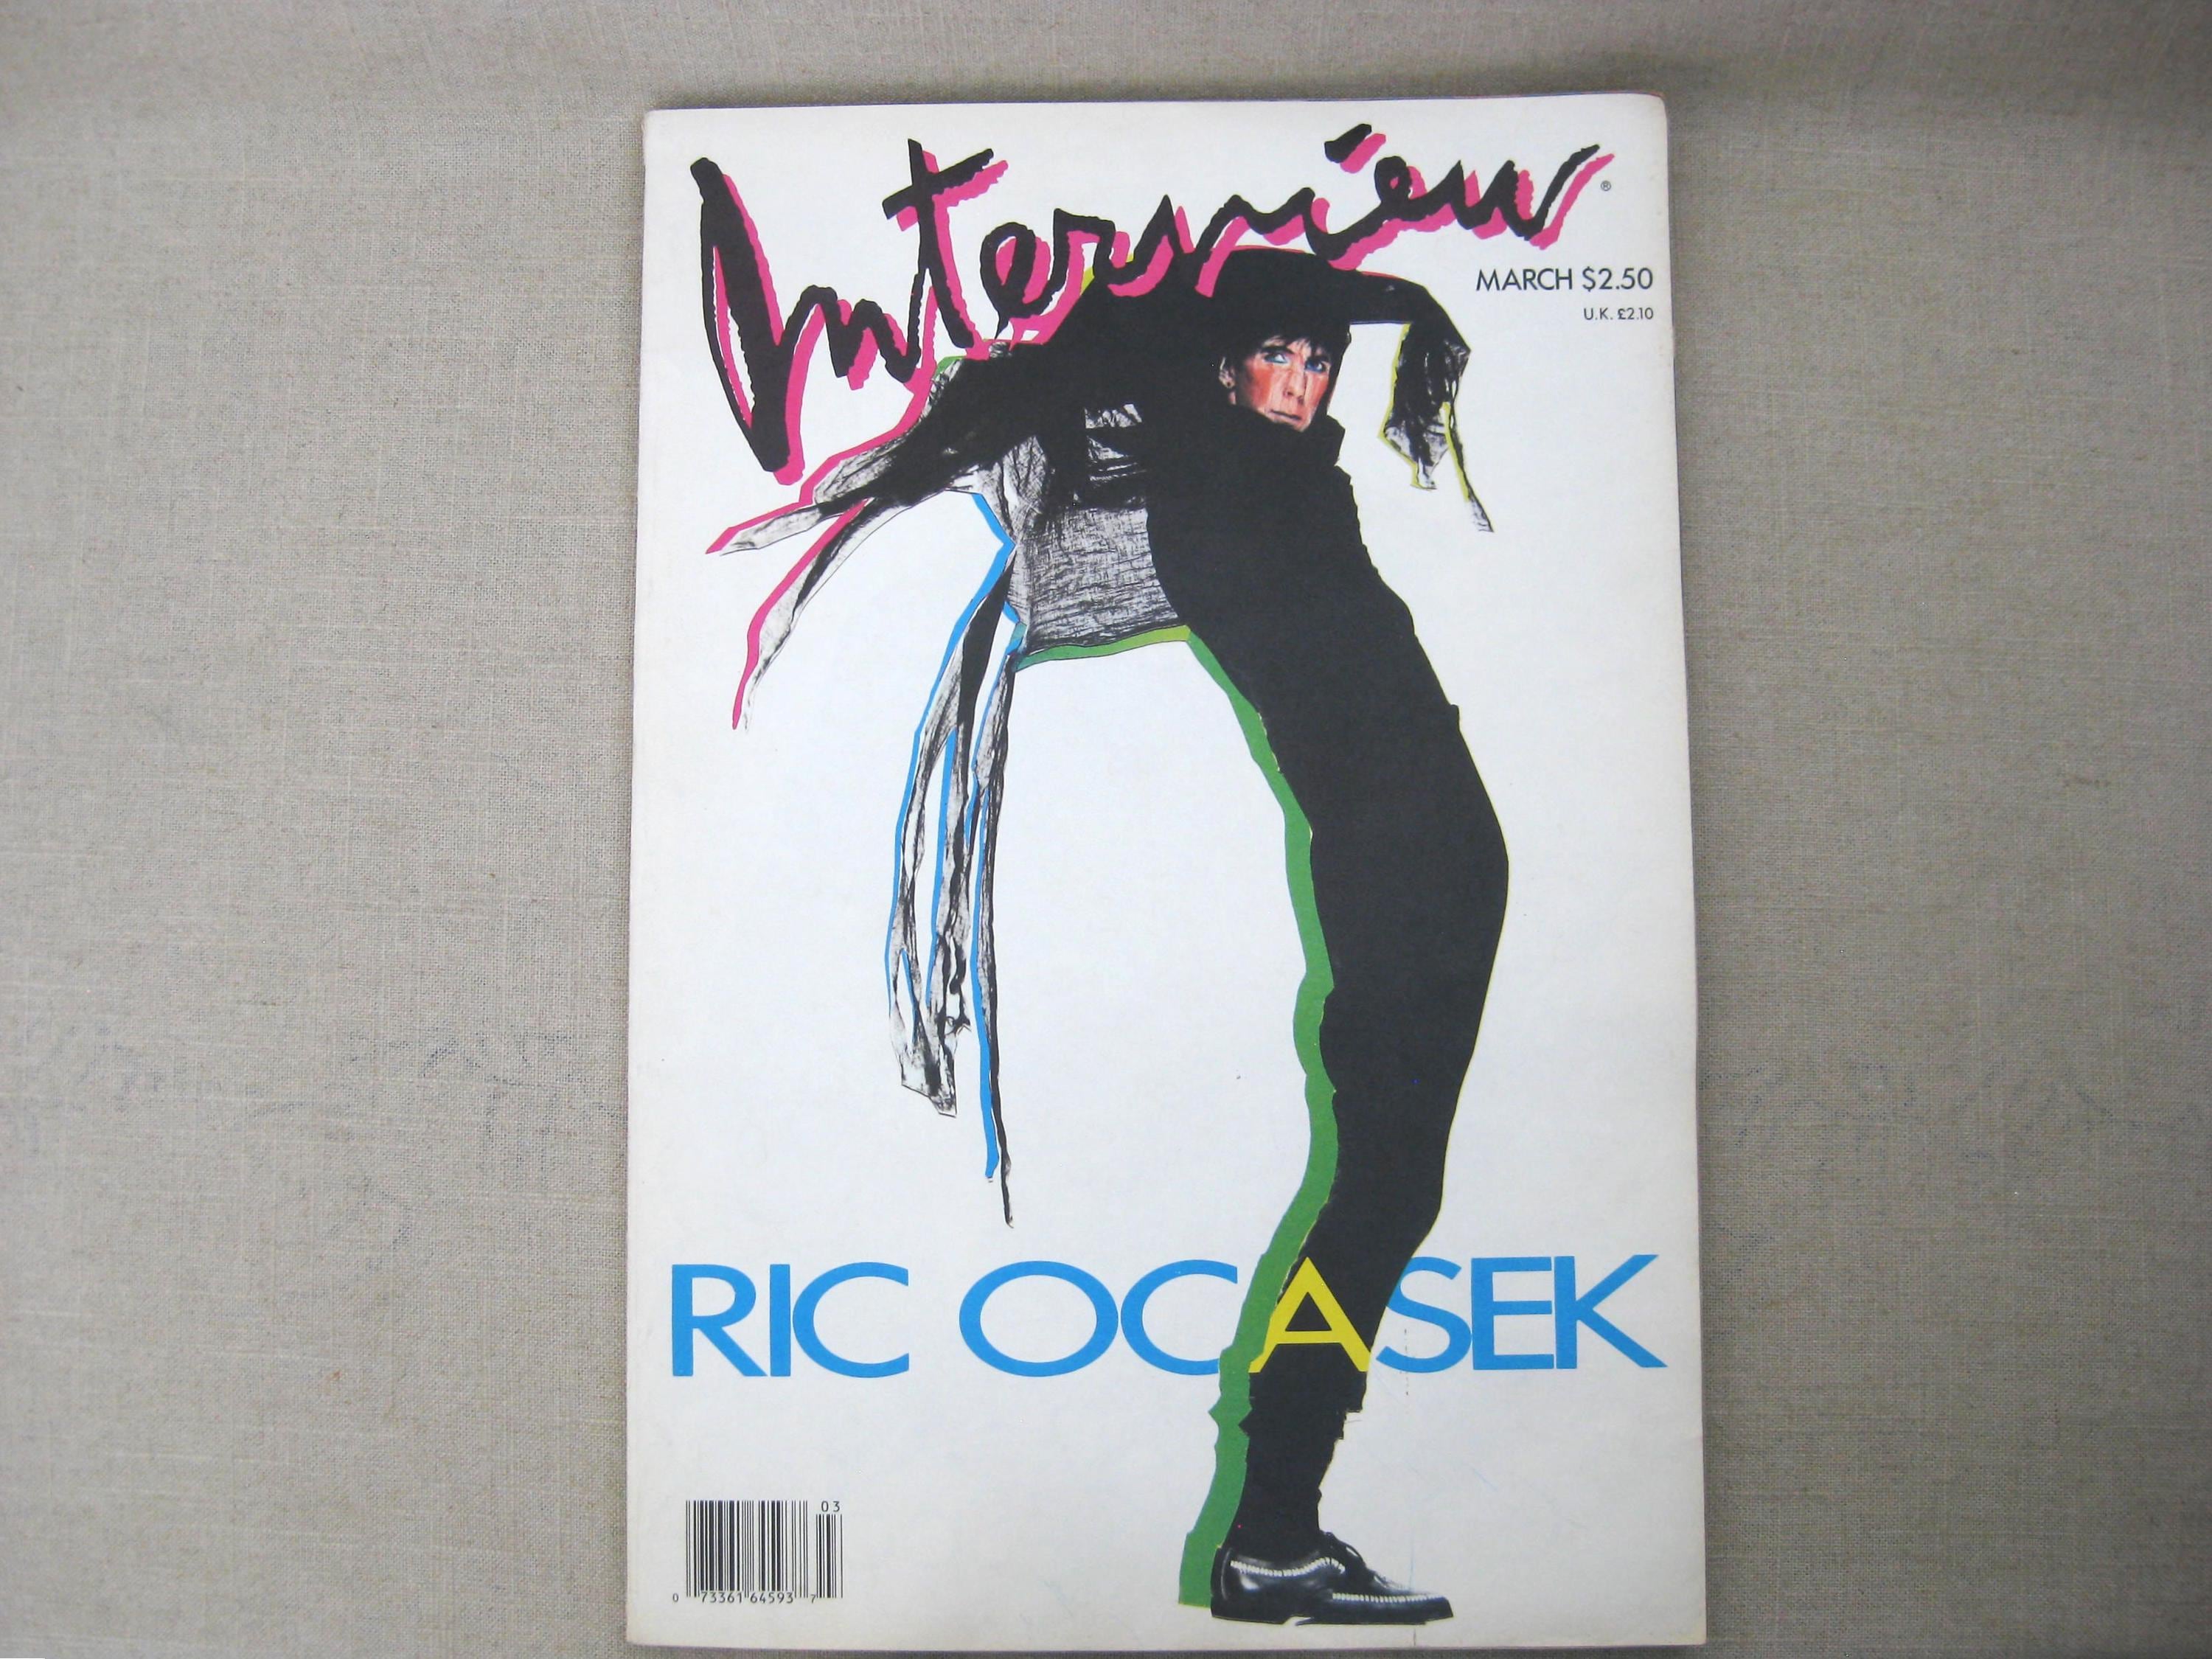 Interview®
MARCH $2.50
U.K. £2.10
RIC OCASEK
03
0 73361 64593 7